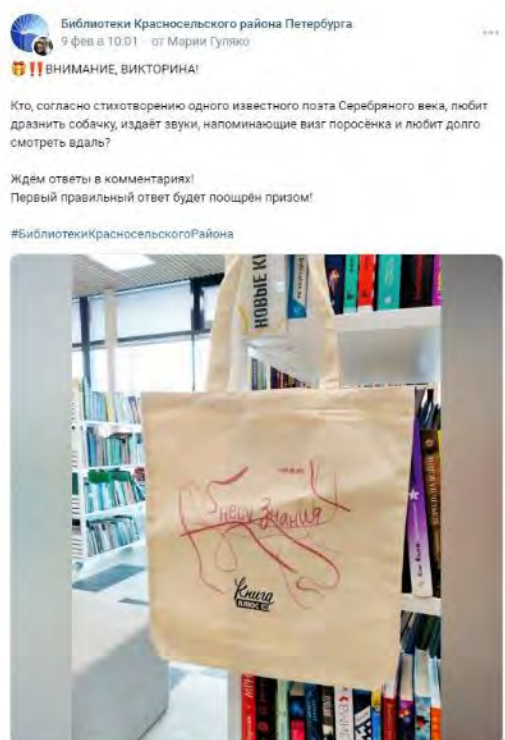 Библиотеки Красносельского района Петербурга
9 фев в 10:01 · от Марии Гуляко
🎁‼ВНИМАНИЕ, ВИКТОРИНА!
Кто, согласно стихотворению одного известного поэта Серебряного века, любит
дразнить собачку, издаёт звуки, напоминающие визг поросёнка и любит долго
смотреть вдаль?
Ждём ответы в комментариях!
Первый правильный ответ будет поощрён призом!
#БиблиотекиКрасносельскогоРайона
НОВЫЕ КН
несу знания
Книга
плюс